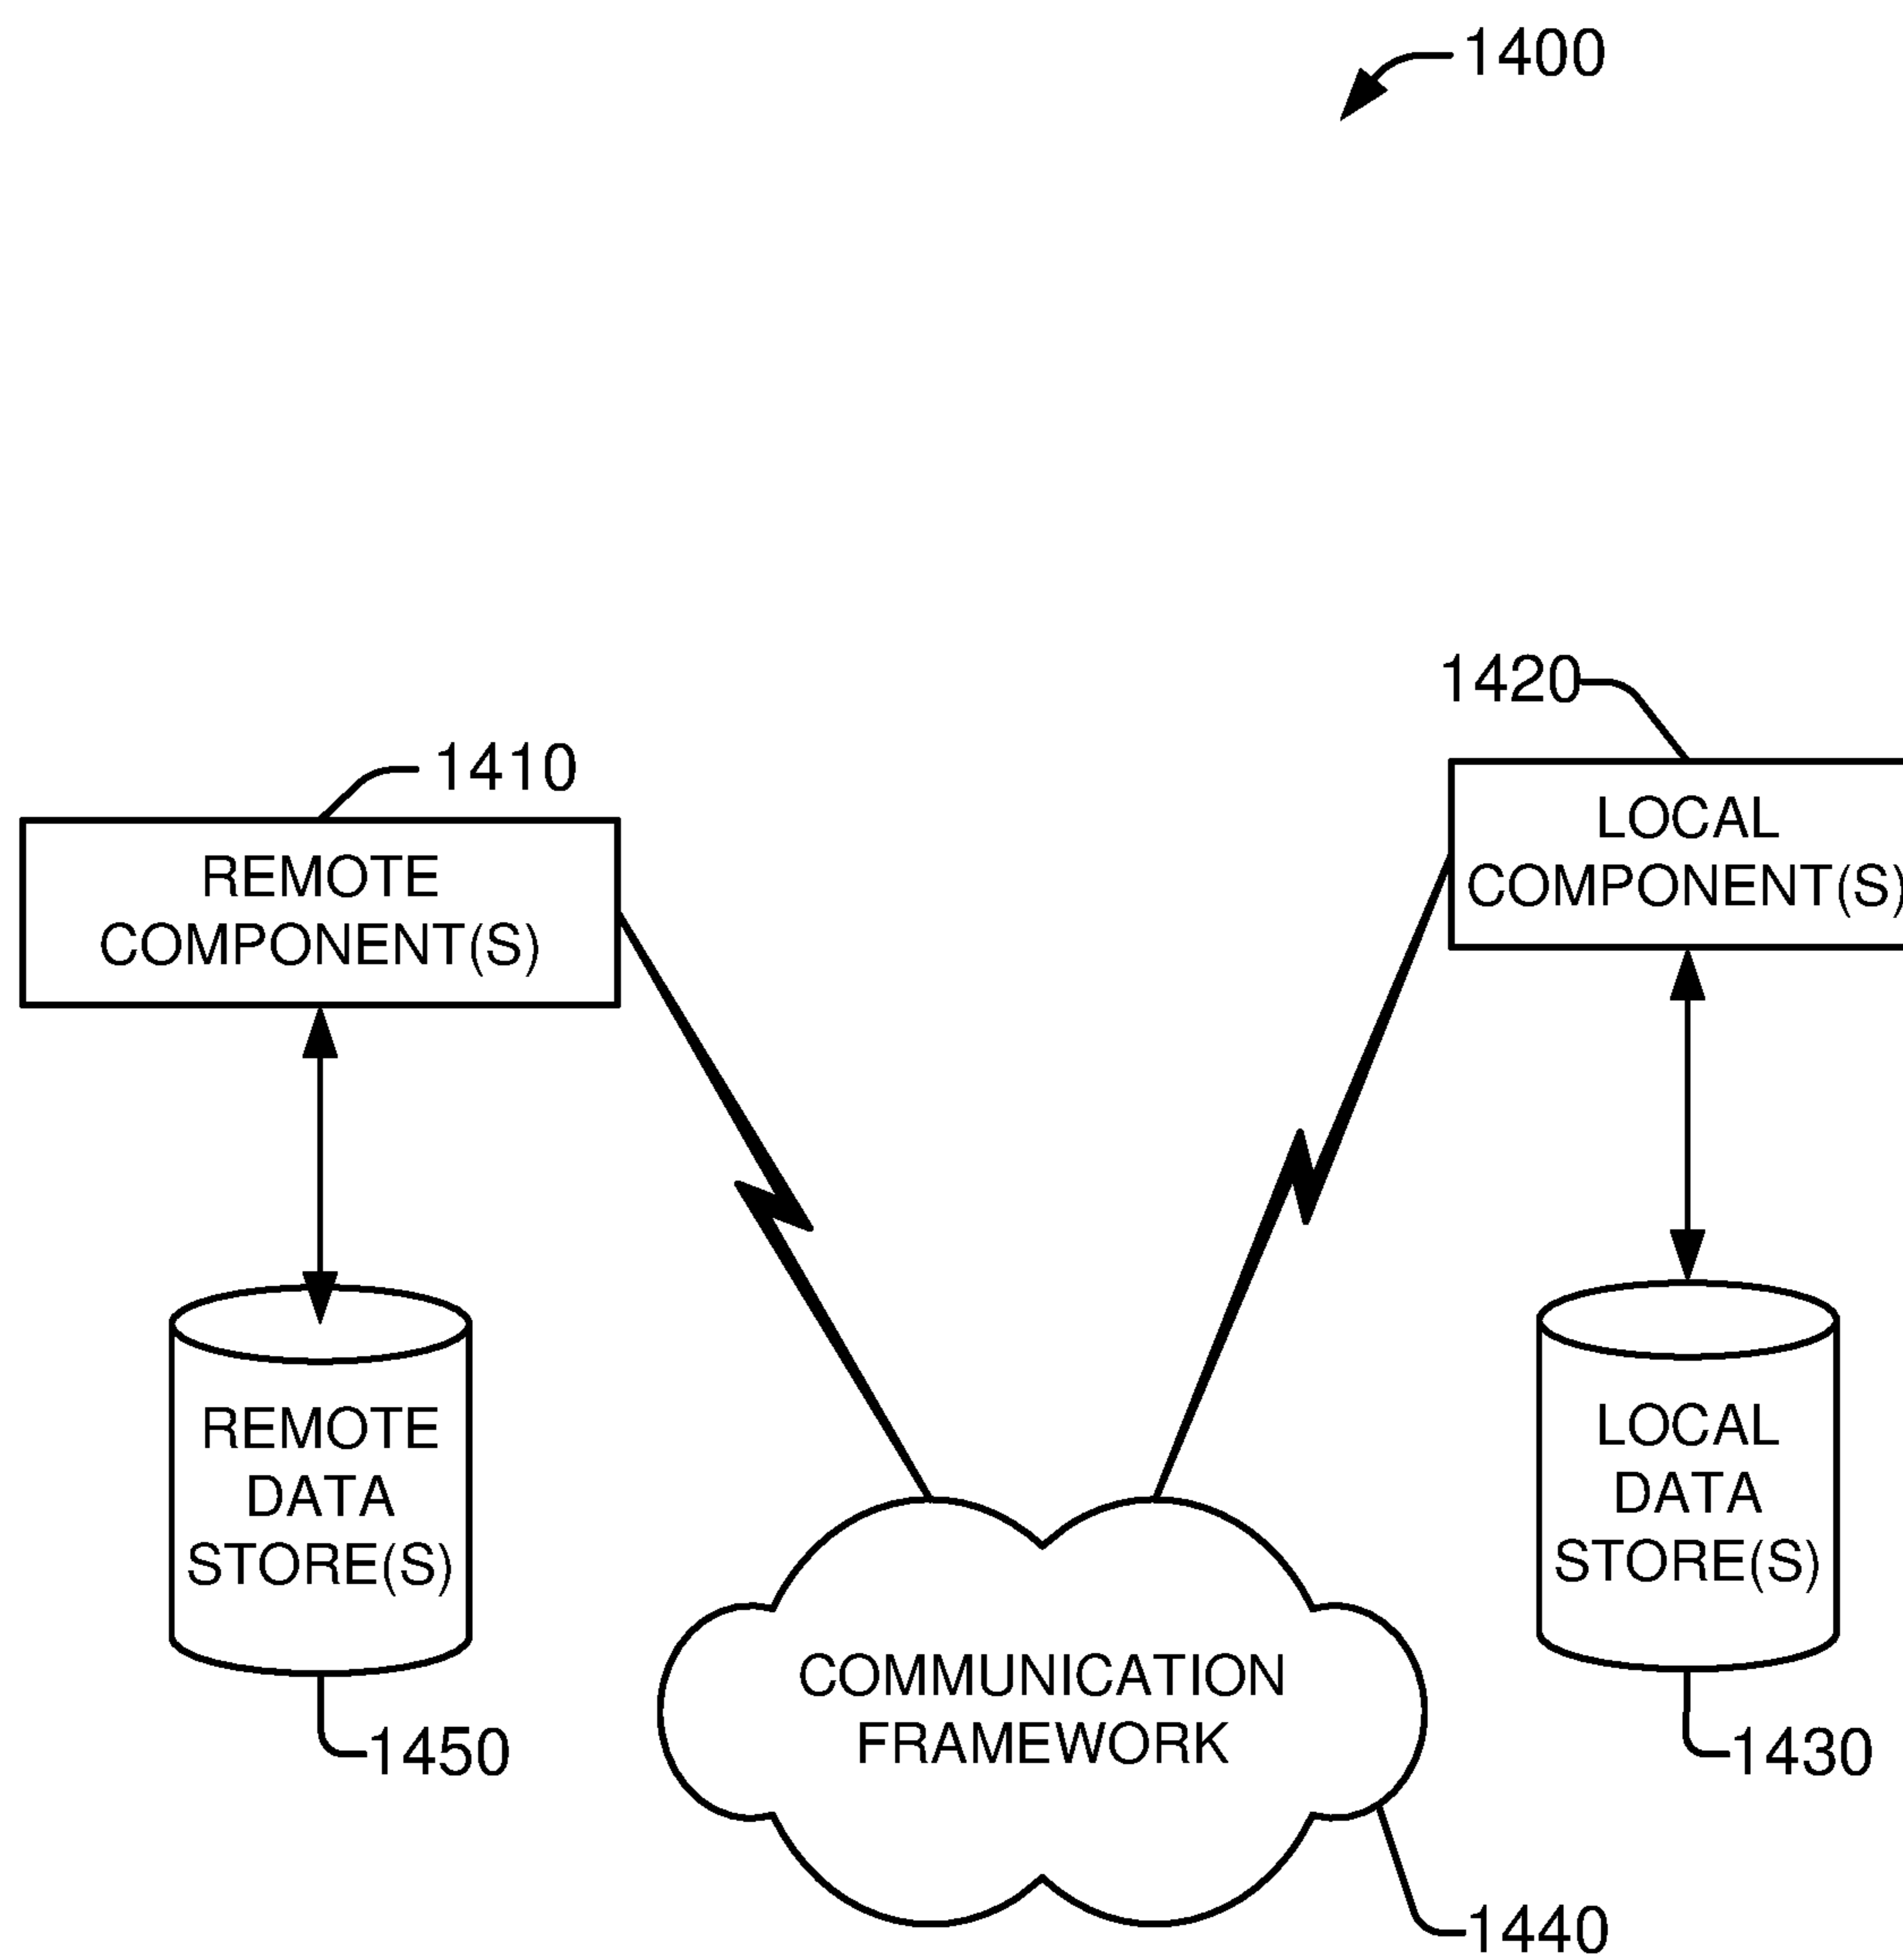 1400
1420
1410
LOCAL
COMPONENT(S)
REMOTE
COMPONENT(S)
REMOTE
DATA
STORE(S)
LOCAL
DATA
STORE(S)
COMMUNICATION
FRAMEWORK
1450
1430
1440